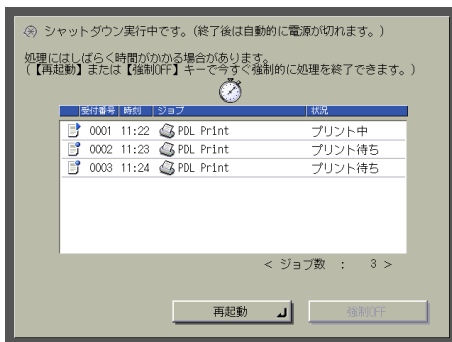 シャットダウン実行中です。(終了後は自動的に電源が切れます。)
処理にはしばらく時間がかかる場合があります。
(【再起動】または【強制OFF】キーで今すぐ強制的に処理を終了できます。)
受付番号 時刻 ジョブ 状況
0001 11:22 PDL Print プリント中
0002 11:23 PDL Print プリント待ち
0003 11:24 PDL Print プリント待ち
< ジョブ数 : 3 >
再起動 強制OFF